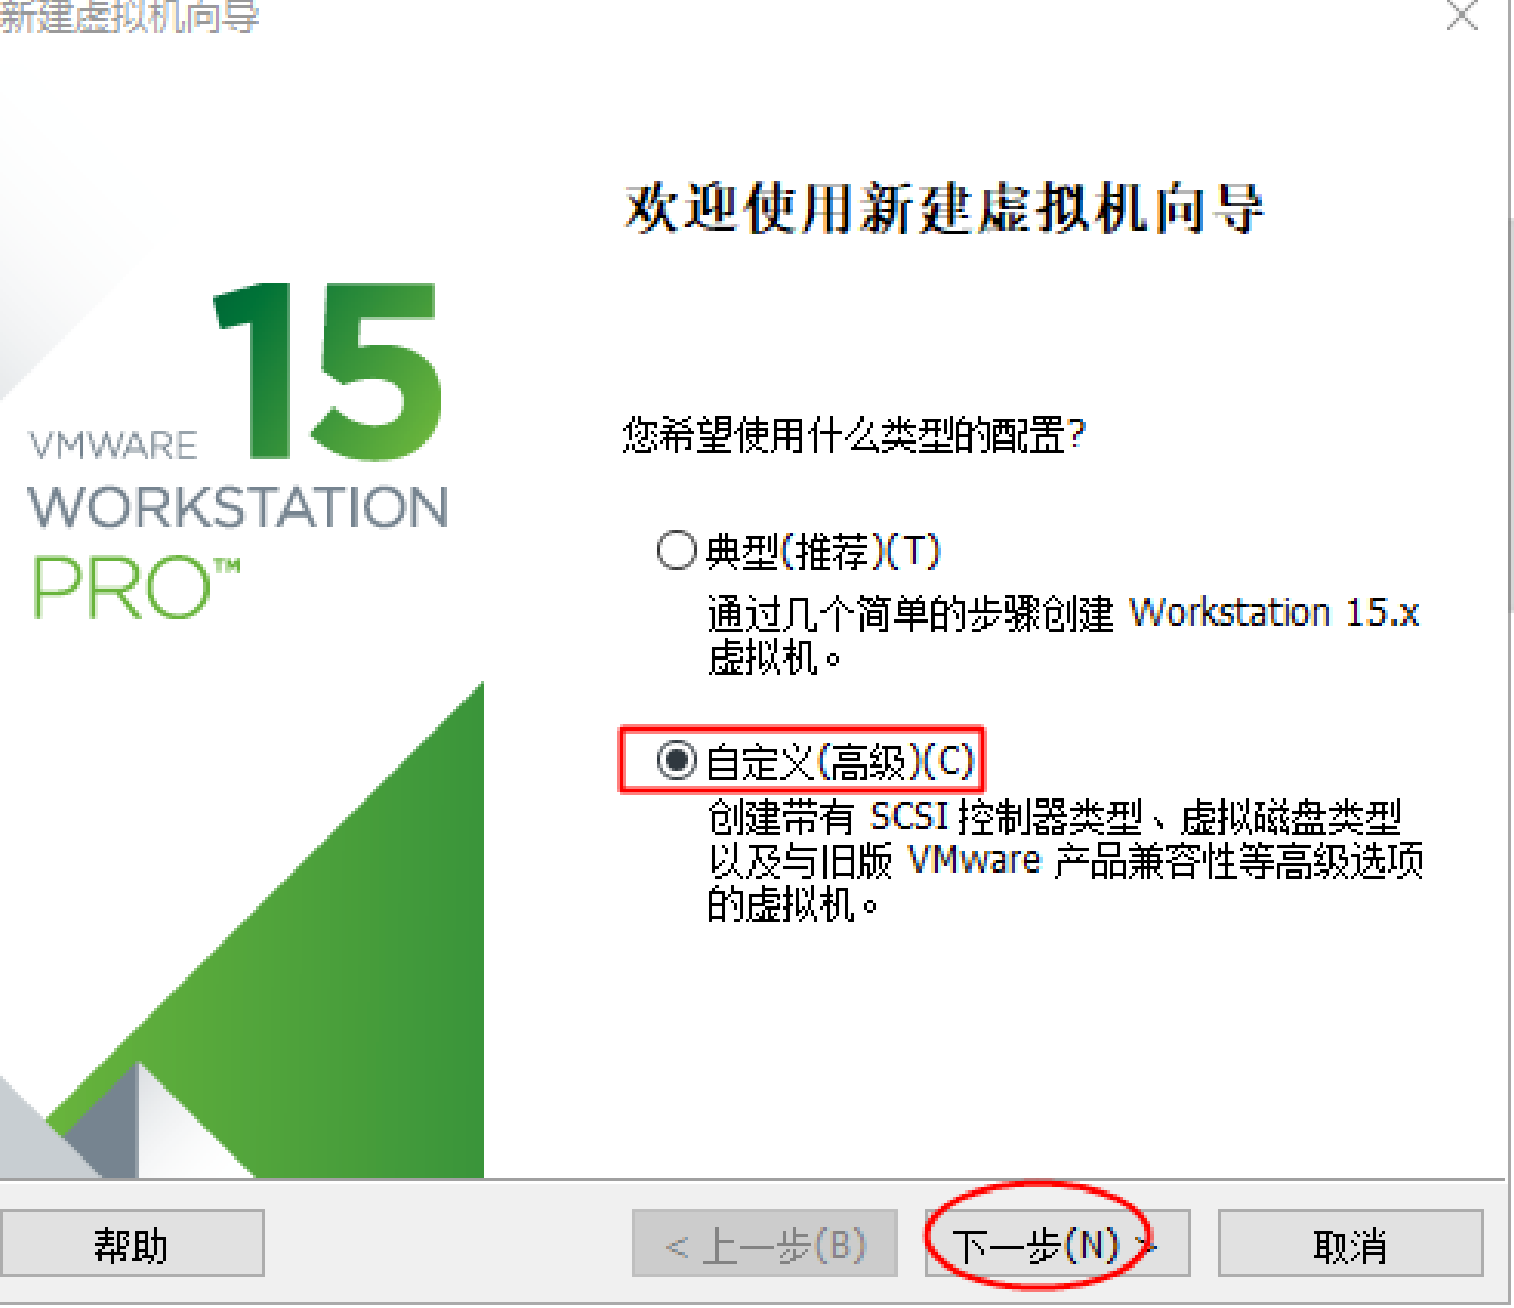 新建虚拟机向导
欢迎使用新建虚拟机向导
15
VMWARE
WORKSTATION
PRO™
您希望使用什么类型的配置?
典型(推荐)(T)
通过几个简单的步骤创建 Workstation 15.x
虚拟机。
自定义(高级)(C)
创建带有 SCSI 控制器类型、虚拟磁盘类型
以及与旧版 VMware 产品兼容性等高级选项
的虚拟机。
帮助
< 上一步(B)
下一步(N) >
取消